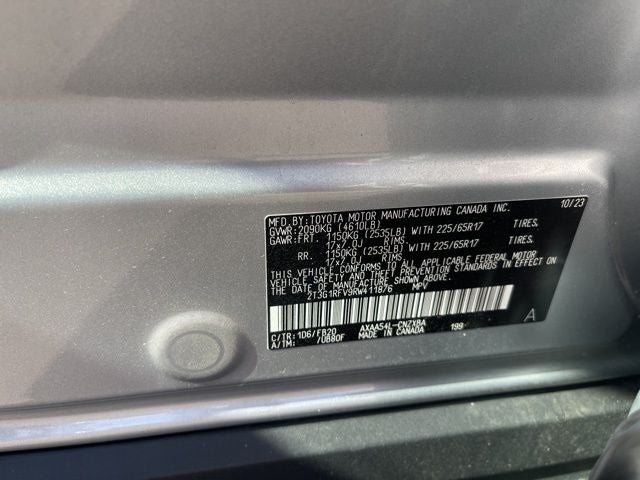 MFD.BY:TOYOTA MOTOR MANUFACTURING CANADA INC. 10/23
GVWR:2090KG (4610LB)
GAWR:FRT. 1150KG (2535LB) WITH 225/65R17 TIRES,
17x7.0J RIMS
RR. 1150KG (2535LB) WITH 225/65R17 TIRES,
17x7.0J RIMS
THIS VEHICLE CONFORMS TO ALL APPLICABLE FEDERAL MOTOR
VEHICLE SAFETY AND THEFT PREVENTION STANDARDS IN EFFECT
ON THE DATE OF MANUFACTURE SHOWN ABOVE.
2T3G1RFV9RW411876 MPV
C/TR:1D6/FB20 AXAA54L-CNZXBA 199 A
A/TM: /UB80F MADE IN CANADA